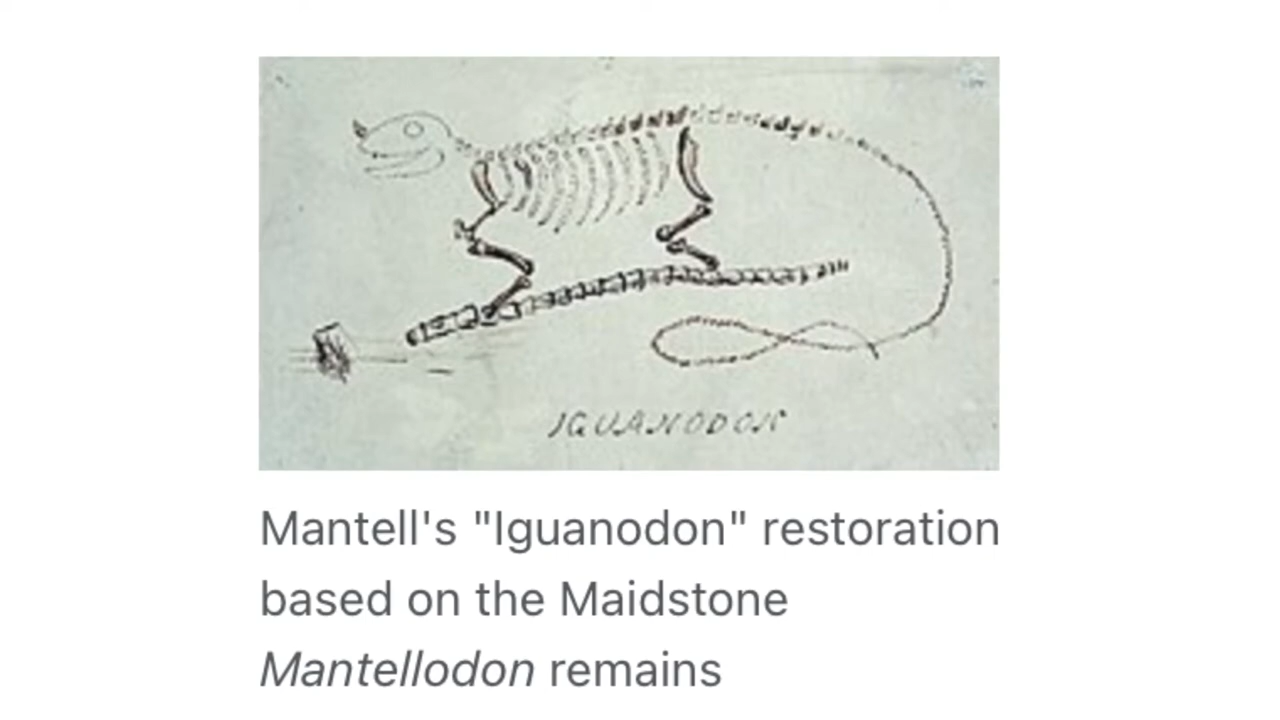 IGUANODON
Mantell's "Iguanodon" restoration
based on the Maidstone
Mantellodon remains